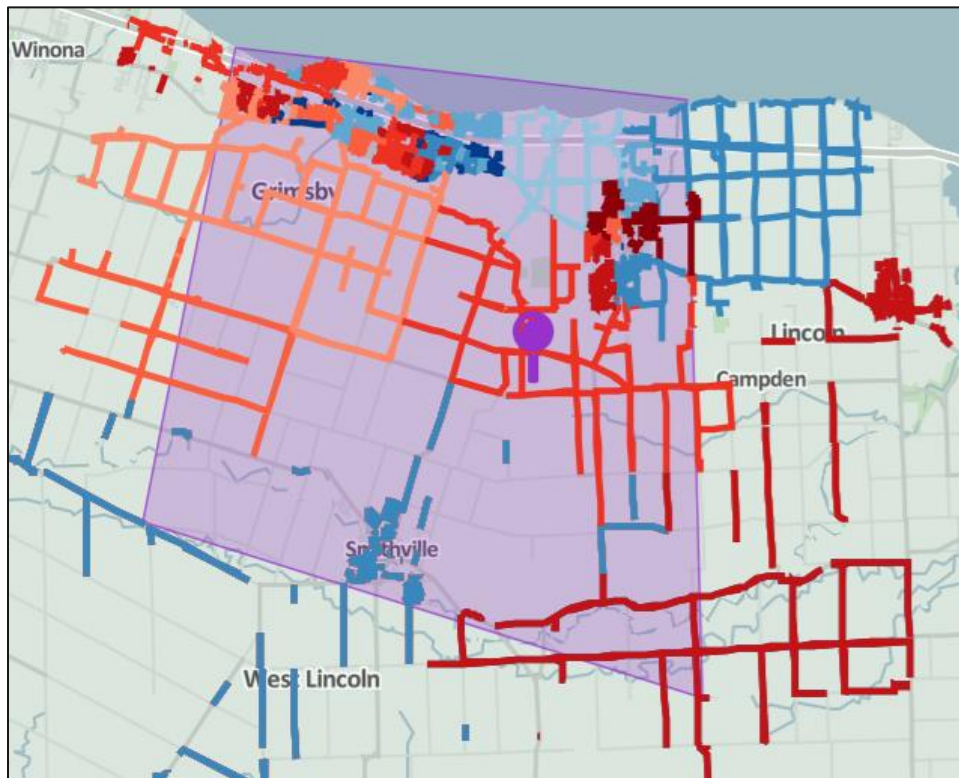 Winona
Grimsby
Lincoln
Campden
Smithville
West Lincoln